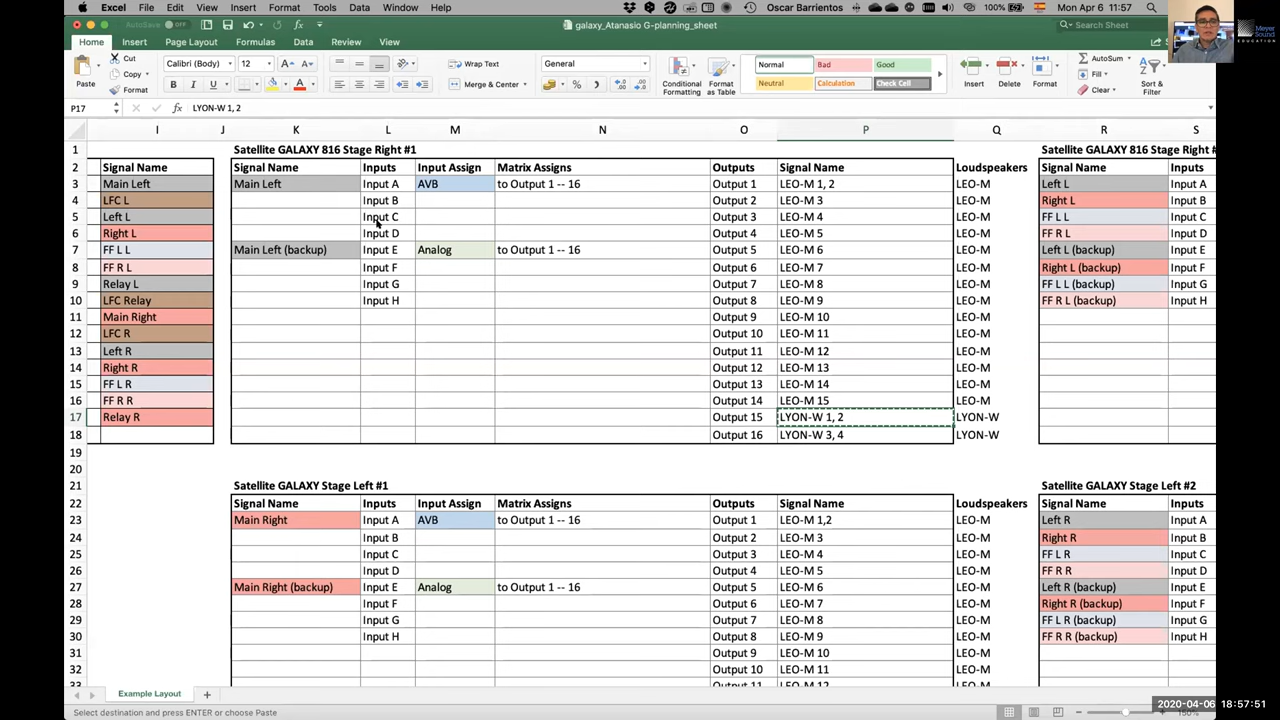 Excel File Edit View Insert Format Tools Data Window Help Oscar Barrientos 100% Mon Apr 6 11:57
AutoSave OFF galaxy_Atanasio G-planning_sheet Search Sheet
Home Insert Page Layout Formulas Data Review View
Paste Cut Copy Format Calibri (Body) 12 Wrap Text General Conditional Formatting Format as Table Normal Bad Good Insert Delete Format AutoSum Fill Clear Sort & Filter
B I U Merge & Center Neutral Calculation Check Cell
P17 fx LYON-W 1, 2
I J K L M N O P Q R S
1 Satellite GALAXY 816 Stage Right #1 Satellite GALAXY 816 Stage Right #
2 Signal Name Signal Name Inputs Input Assign Matrix Assigns Outputs Signal Name Loudspeakers Signal Name Inputs
3 Main Left Main Left Input A AVB to Output 1 -- 16 Output 1 LEO-M 1, 2 LEO-M Left L Input A
4 LFC L Input B Output 2 LEO-M 3 LEO-M Right L Input B
5 Left L Input C Output 3 LEO-M 4 LEO-M FF L L Input C
6 Right L Input D Output 4 LEO-M 5 LEO-M FF R L Input D
7 FF L L Main Left (backup) Input E Analog to Output 1 -- 16 Output 5 LEO-M 6 LEO-M Left L (backup) Input E
8 FF R L Input F Output 6 LEO-M 7 LEO-M Right L (backup) Input F
9 Relay L Input G Output 7 LEO-M 8 LEO-M FF L L (backup) Input G
10 LFC Relay Input H Output 8 LEO-M 9 LEO-M FF R L (backup) Input H
11 Main Right Output 9 LEO-M 10 LEO-M
12 LFC R Output 10 LEO-M 11 LEO-M
13 Left R Output 11 LEO-M 12 LEO-M
14 Right R Output 12 LEO-M 13 LEO-M
15 FF L R Output 13 LEO-M 14 LEO-M
16 FF R R Output 14 LEO-M 15 LEO-M
17 Relay R Output 15 LYON-W 1, 2 LYON-W
18 Output 16 LYON-W 3, 4 LYON-W
19
20
21 Satellite GALAXY Stage Left #1 Satellite GALAXY Stage Left #2
22 Signal Name Inputs Input Assign Matrix Assigns Outputs Signal Name Loudspeakers Signal Name Inputs
23 Main Right Input A AVB to Output 1 -- 16 Output 1 LEO-M 1,2 LEO-M Left R Input A
24 Input B Output 2 LEO-M 3 LEO-M Right R Input B
25 Input C Output 3 LEO-M 4 LEO-M FF L R Input C
26 Input D Output 4 LEO-M 5 LEO-M FF R R Input D
27 Main Right (backup) Input E Analog to Output 1 -- 16 Output 5 LEO-M 6 LEO-M Left R (backup) Input E
28 Input F Output 6 LEO-M 7 LEO-M Right R (backup) Input F
29 Input G Output 7 LEO-M 8 LEO-M FF L R (backup) Input G
30 Input H Output 8 LEO-M 9 LEO-M FF R R (backup) Input H
31 Output 9 LEO-M 10 LEO-M
32 Output 10 LEO-M 11 LEO-M
33 Output 11 LEO-M 12 LEO-M
Example Layout
Select destination and press ENTER or choose Paste
2020-04-06 18:57:51
Meyer Sound
EDUCATION